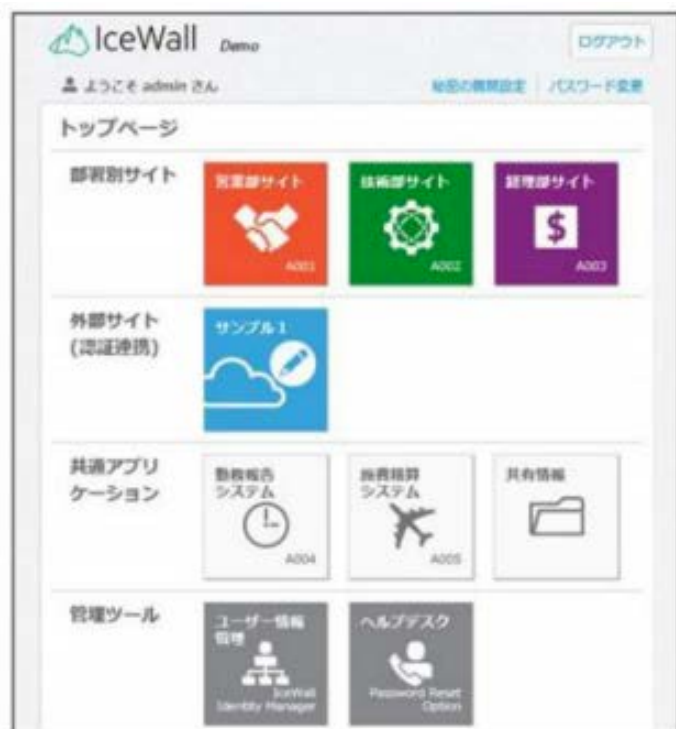 IceWall Demo
ログアウト
ようこそ admin さん
秘密の質問設定 パスワード変更
トップページ
部署別サイト
営業部サイト
A001
技術部サイト
A002
経理部サイト
A003
外部サイト
(認証連携)
サンプル1
共通アプリ
ケーション
勤務報告
システム
A004
旅費精算
システム
A005
共有情報
管理ツール
ユーザー情報
管理
IceWall
Identity Manager
ヘルプデスク
Password Reset
Option